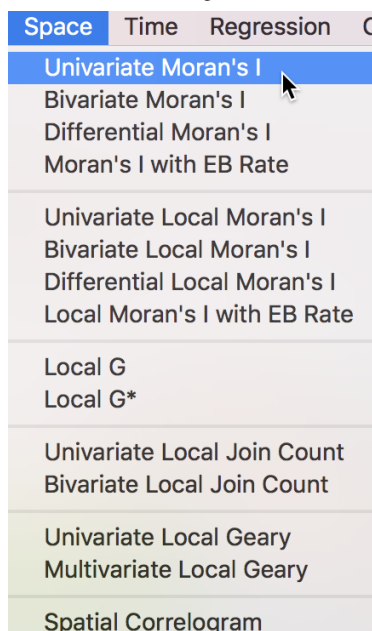 Space Time Regression
Univariate Moran's I
Bivariate Moran's I
Differential Moran's I
Moran's I with EB Rate
Univariate Local Moran's I
Bivariate Local Moran's I
Differential Local Moran's I
Local Moran's I with EB Rate
Local G
Local G*
Univariate Local Join Count
Bivariate Local Join Count
Univariate Local Geary
Multivariate Local Geary
Spatial Correlogram